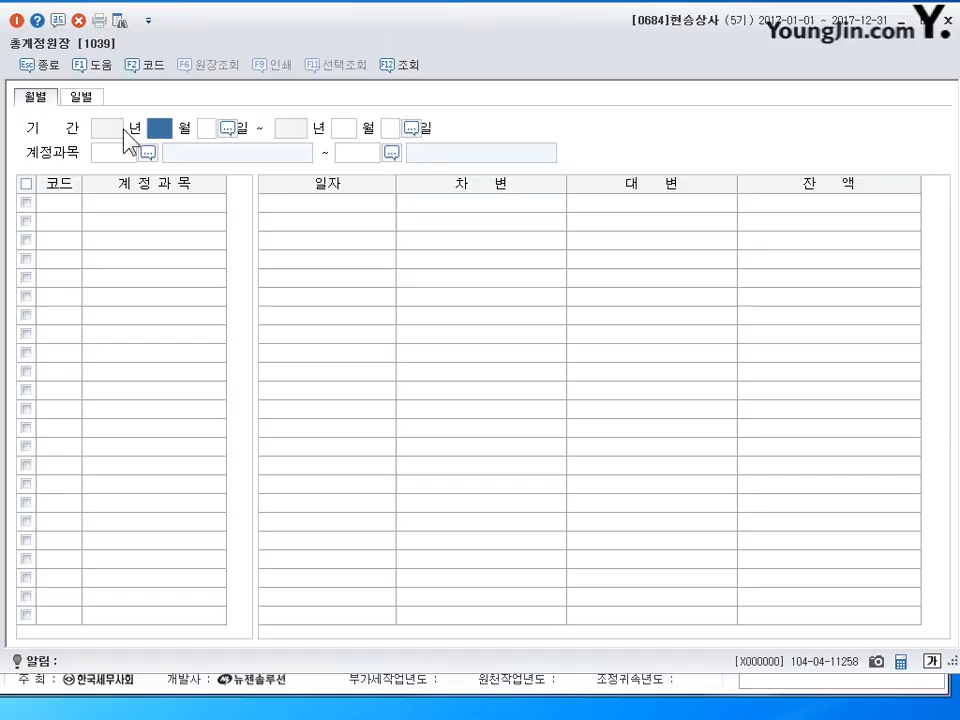 [0684]현승상사 (5기) 2017-01-01 ~ 2017-12-31
YoungJin.com Y.
총계정원장 [1039]
Esc 종료 F1 도움 F2 코드 F6 원장조회 F9 인쇄 F11 선택조회 F12 조회
월별 일별
기 간 년 월 일 ~ 년 월 일
계정과목 ~
코드 계 정 과 목 일자 차 변 대 변 잔 액
알림 : [X000000] 104-04-11258 가
주 최 : 한국세무사회 개발사 : 뉴젠솔루션 부가세작업년도 : 원천작업년도 : 조정귀속년도 :